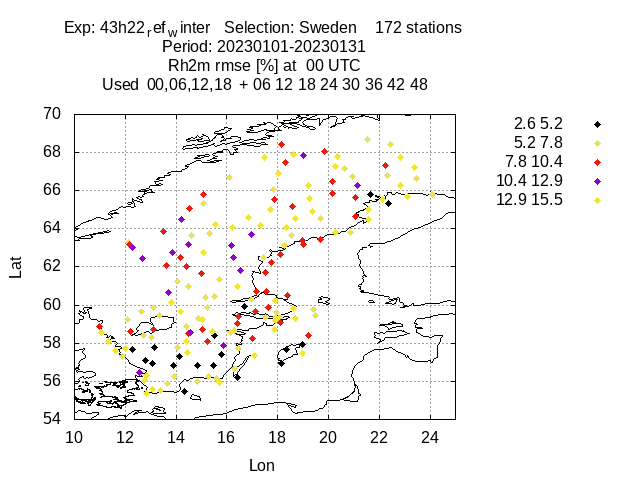 Exp: 43h22refwinter   Selection: Sweden    172 stations
Period: 20230101-20230131
Rh2m rmse [%] at  00 UTC
Used  00,06,12,18  + 06 12 18 24 30 36 42 48
2.6 5.2
5.2 7.8
7.8 10.4
10.4 12.9
12.9 15.5
70
68
66
64
62
60
58
56
54
Lat
10 12 14 16 18 20 22 24
Lon